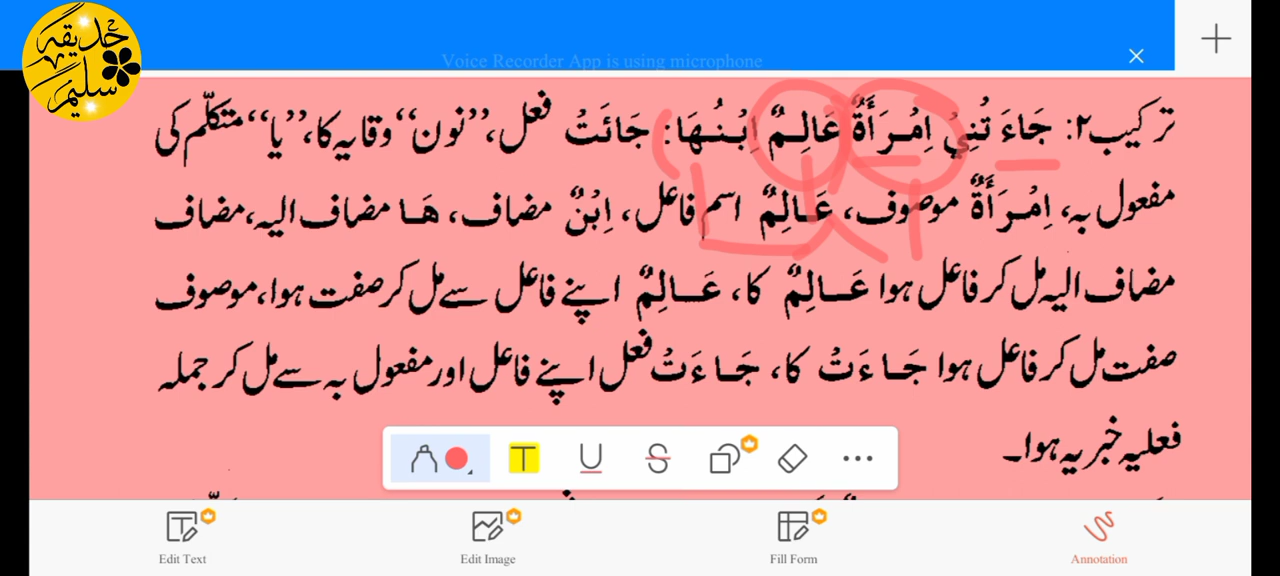 حدیقہ
سلیم
Voice Recorder App is using microphone
ترکیب۲: جَاءَ تْنِيْ اِمْرَأَةٌ عَالِمٌ اِبْنُهَا: جَائَتْ فعل، ’’نون‘‘ وقایہ کا، ’’یا‘‘ متکلّم کی
مفعول بہ، اِمْرَأَةٌ موصوف، عَالِمٌ اسم فاعل، اِبْنٌ مضاف، هَا مضاف الیہ، مضاف
مضاف الیہ مل کر فاعل ہوا عَالِمٌ کا، عَالِمٌ اپنے فاعل سے مل کر صفت ہوا، موصوف
صفت مل کر فاعل ہوا جَاءَتْ کا، جَاءَتْ فعل اپنے فاعل اور مفعول بہ سے مل کر جملہ
فعلیہ خبریہ ہوا۔
T U S
Edit Text Edit Image Fill Form Annotation